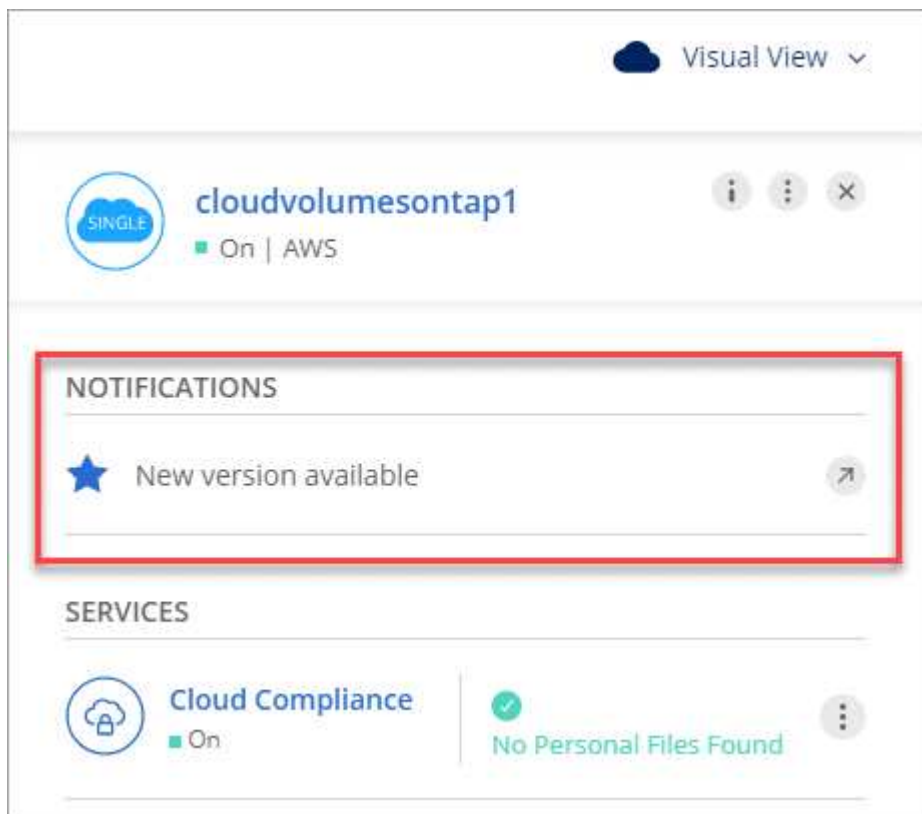 Visual View
SINGLE
cloudvolumesontap1
On | AWS
NOTIFICATIONS
New version available
SERVICES
Cloud Compliance
On
No Personal Files Found